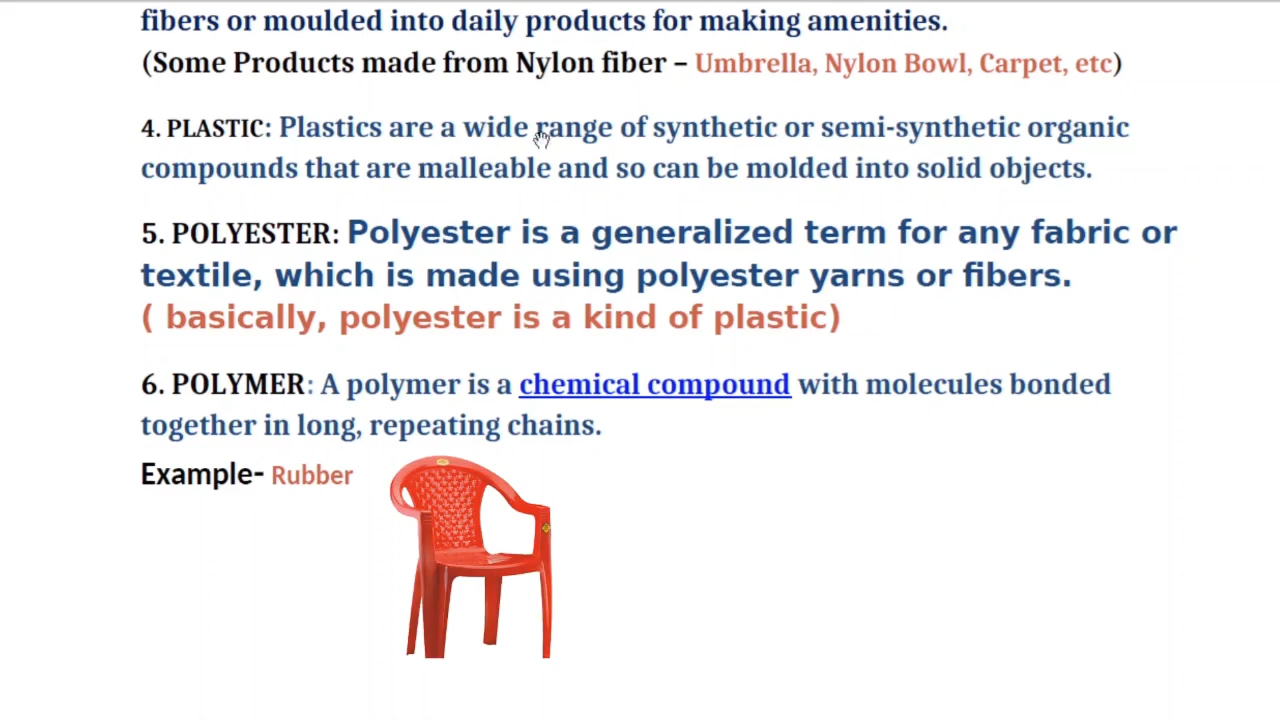 fibers or moulded into daily products for making amenities.
(Some Products made from Nylon fiber – Umbrella, Nylon Bowl, Carpet, etc)
4. PLASTIC: Plastics are a wide range of synthetic or semi-synthetic organic
compounds that are malleable and so can be molded into solid objects.
5. POLYESTER: Polyester is a generalized term for any fabric or
textile, which is made using polyester yarns or fibers.
( basically, polyester is a kind of plastic)
6. POLYMER: A polymer is a chemical compound with molecules bonded
together in long, repeating chains.
Example- Rubber